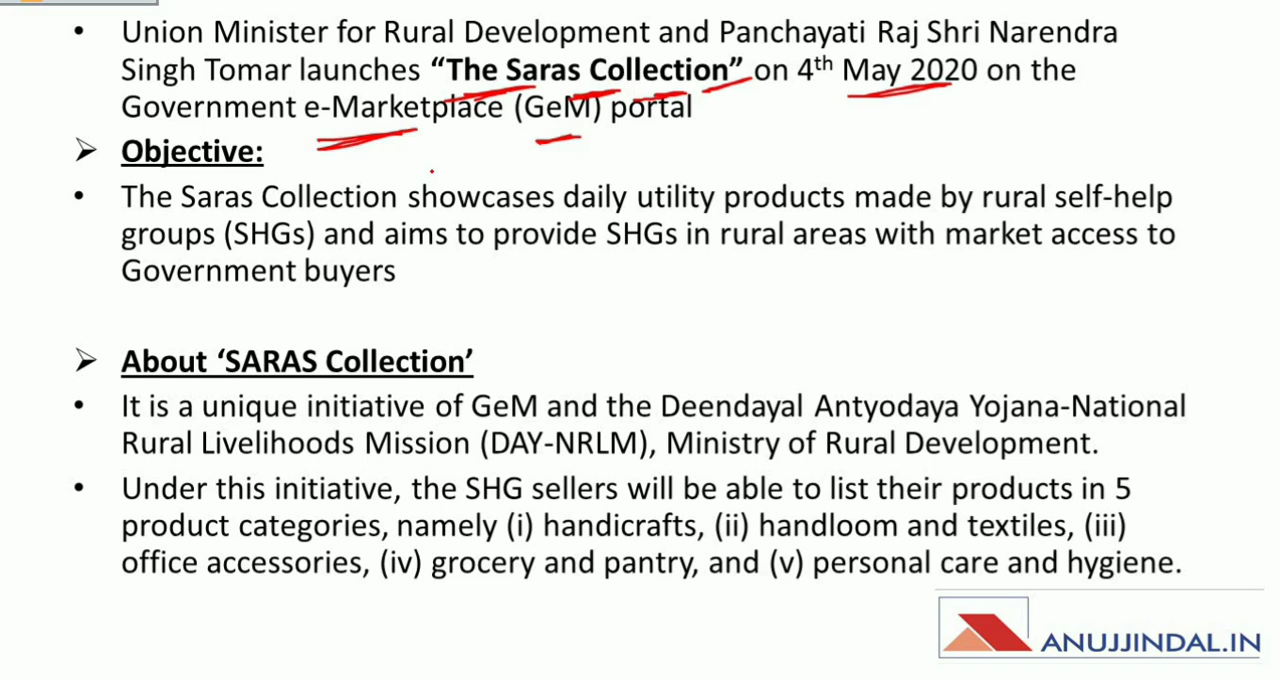 • Union Minister for Rural Development and Panchayati Raj Shri Narendra
Singh Tomar launches “The Saras Collection” on 4th May 2020 on the
Government e-Marketplace (GeM) portal
➢ Objective:
• The Saras Collection showcases daily utility products made by rural self-help
groups (SHGs) and aims to provide SHGs in rural areas with market access to
Government buyers
➢ About ‘SARAS Collection’
• It is a unique initiative of GeM and the Deendayal Antyodaya Yojana-National
Rural Livelihoods Mission (DAY-NRLM), Ministry of Rural Development.
• Under this initiative, the SHG sellers will be able to list their products in 5
product categories, namely (i) handicrafts, (ii) handloom and textiles, (iii)
office accessories, (iv) grocery and pantry, and (v) personal care and hygiene.
ANUJJINDAL.IN